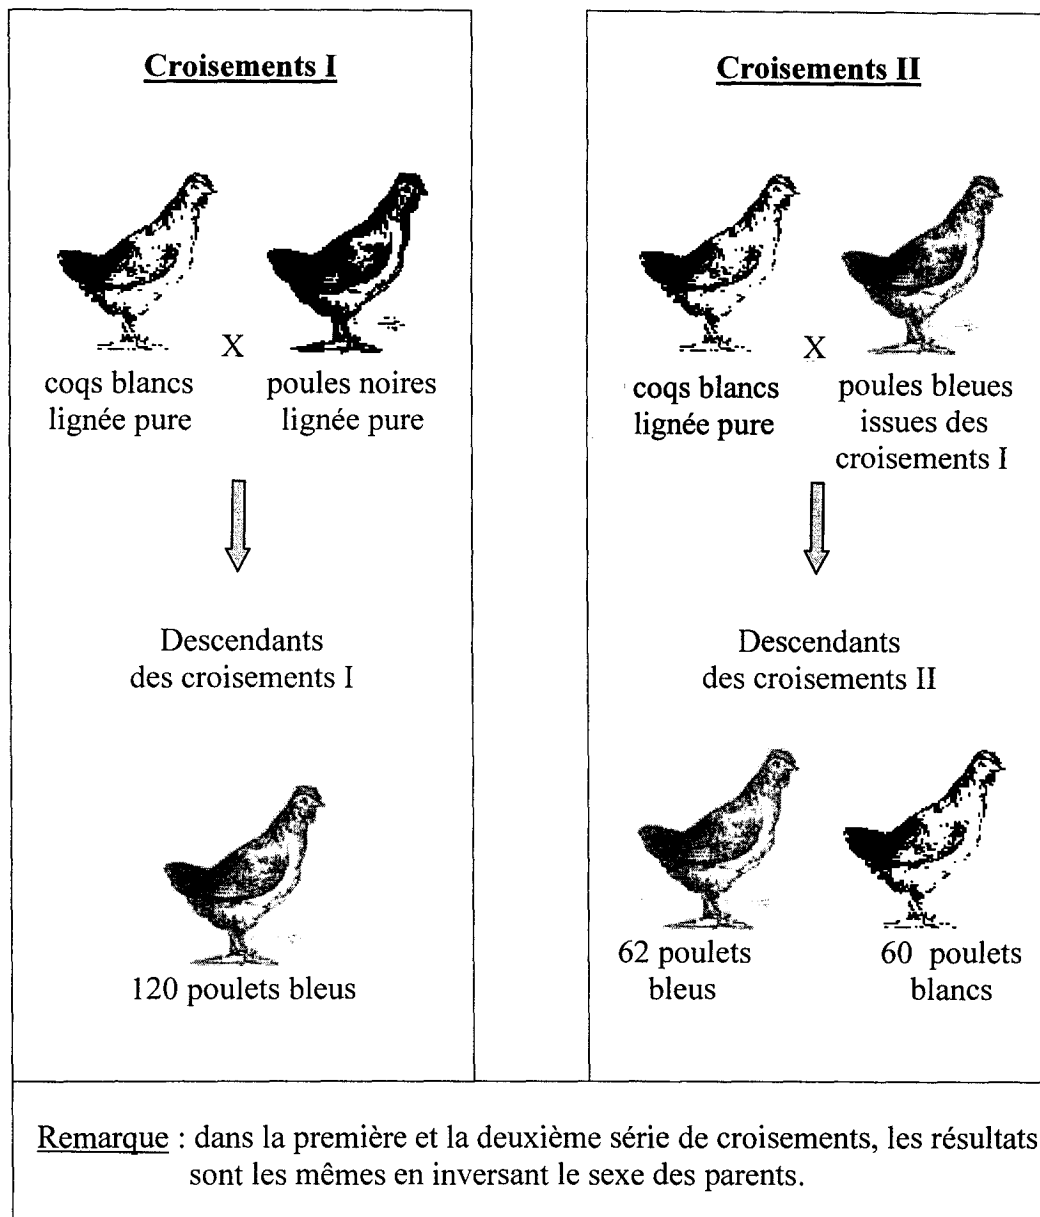 Croisements I
X
coqs blancs
lignée pure
poules noires
lignée pure
Descendants
des croisements I
120 poulets bleus
Croisements II
X
coqs blancs
lignée pure
poules bleues
issues des
croisements I
Descendants
des croisements II
62 poulets
bleus
60 poulets
blancs
Remarque : dans la première et la deuxième série de croisements, les résultats
sont les mêmes en inversant le sexe des parents.